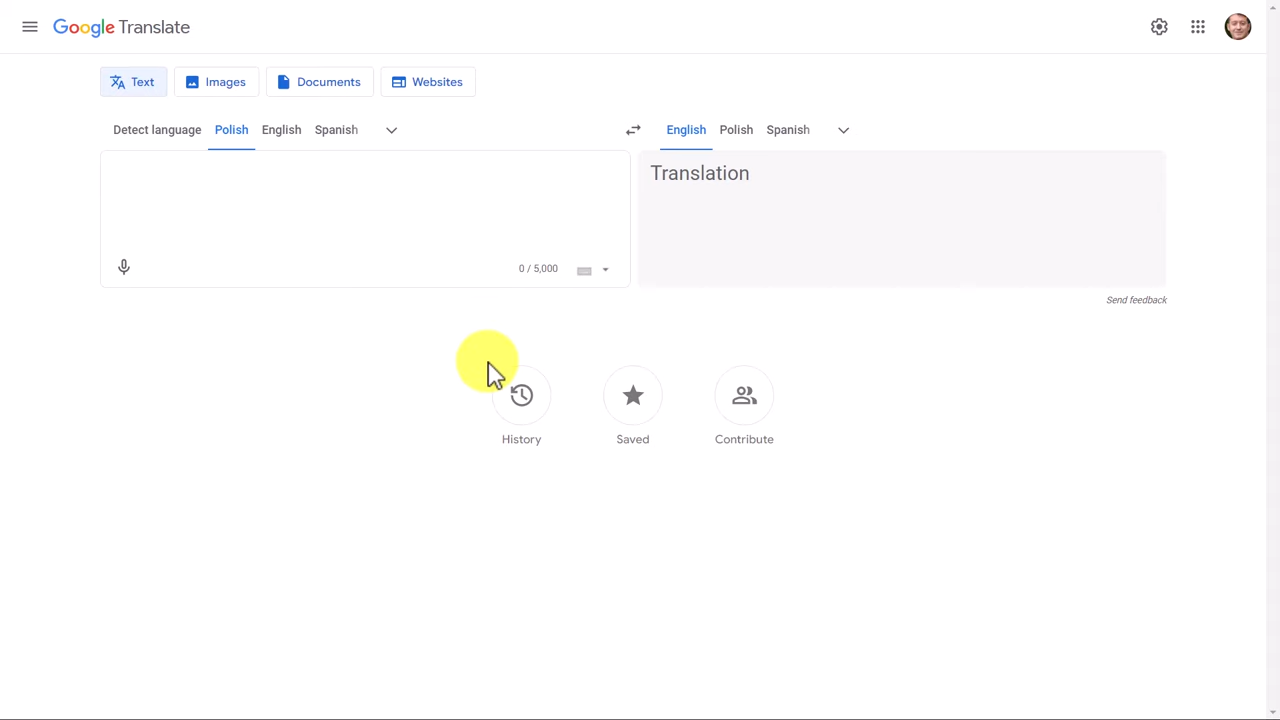 Google Translate
Text Images Documents Websites
Detect language Polish English Spanish English Polish Spanish
Translation
0 / 5,000
Send feedback
History Saved Contribute